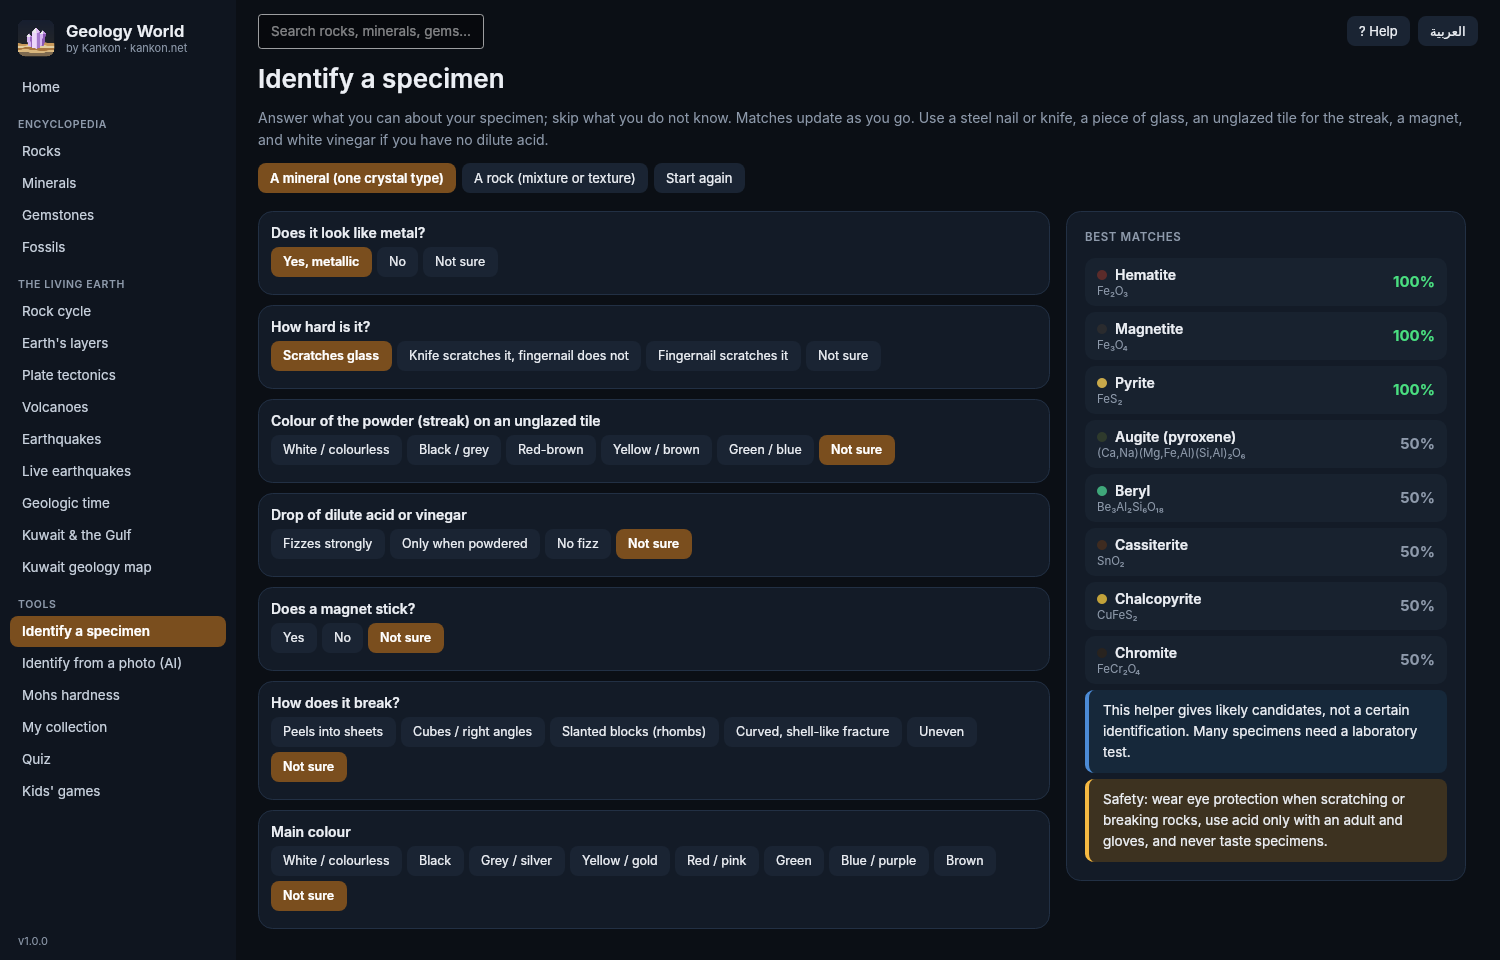 Geology World
by Kankon · kankon.net
Home
ENCYCLOPEDIA
Rocks
Minerals
Gemstones
Fossils
THE LIVING EARTH
Rock cycle
Earth's layers
Plate tectonics
Volcanoes
Earthquakes
Live earthquakes
Geologic time
Kuwait & the Gulf
Kuwait geology map
TOOLS
Identify a specimen
Identify from a photo (AI)
Mohs hardness
My collection
Quiz
Kids' games
v1.0.0
Search rocks, minerals, gems...
? Help
العربية
Identify a specimen
Answer what you can about your specimen; skip what you do not know. Matches update as you go. Use a steel nail or knife, a piece of glass, an unglazed tile for the streak, a magnet,
and white vinegar if you have no dilute acid.
A mineral (one crystal type)
A rock (mixture or texture)
Start again
Does it look like metal?
Yes, metallic
No
Not sure
How hard is it?
Scratches glass
Knife scratches it, fingernail does not
Fingernail scratches it
Not sure
Colour of the powder (streak) on an unglazed tile
White / colourless
Black / grey
Red-brown
Yellow / brown
Green / blue
Not sure
Drop of dilute acid or vinegar
Fizzes strongly
Only when powdered
No fizz
Not sure
Does a magnet stick?
Yes
No
Not sure
How does it break?
Peels into sheets
Cubes / right angles
Slanted blocks (rhombs)
Curved, shell-like fracture
Uneven
Not sure
Main colour
White / colourless
Black
Grey / silver
Yellow / gold
Red / pink
Green
Blue / purple
Brown
Not sure
BEST MATCHES
Hematite
Fe₂O₃
100%
Magnetite
Fe₃O₄
100%
Pyrite
FeS₂
100%
Augite (pyroxene)
(Ca,Na)(Mg,Fe,Al)(Si,Al)₂O₆
50%
Beryl
Be₃Al₂Si₆O₁₈
50%
Cassiterite
SnO₂
50%
Chalcopyrite
CuFeS₂
50%
Chromite
FeCr₂O₄
50%
This helper gives likely candidates, not a certain
identification. Many specimens need a laboratory
test.
Safety: wear eye protection when scratching or
breaking rocks, use acid only with an adult and
gloves, and never taste specimens.